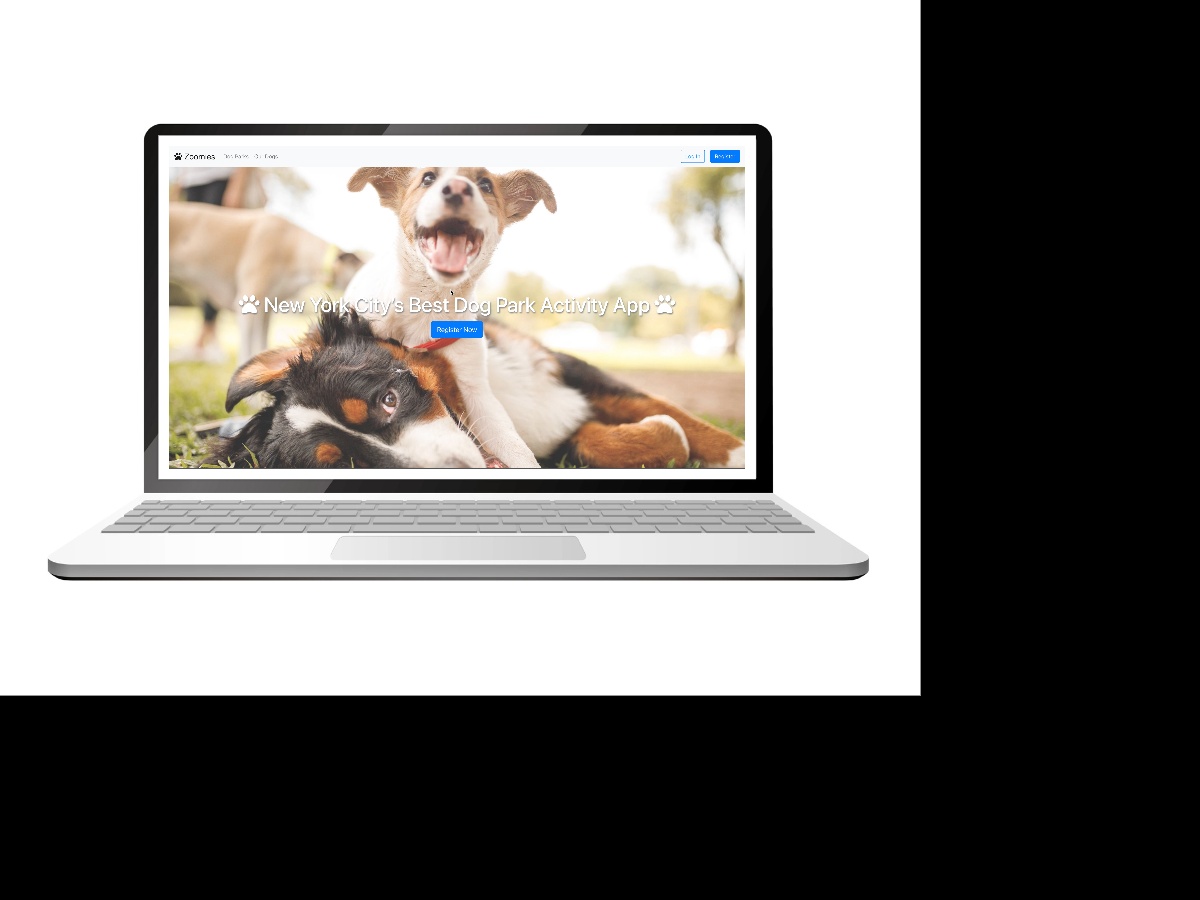 Zoomies Dog Parks Our Dogs Log In Register
New York City's Best Dog Park Activity App
Register Now